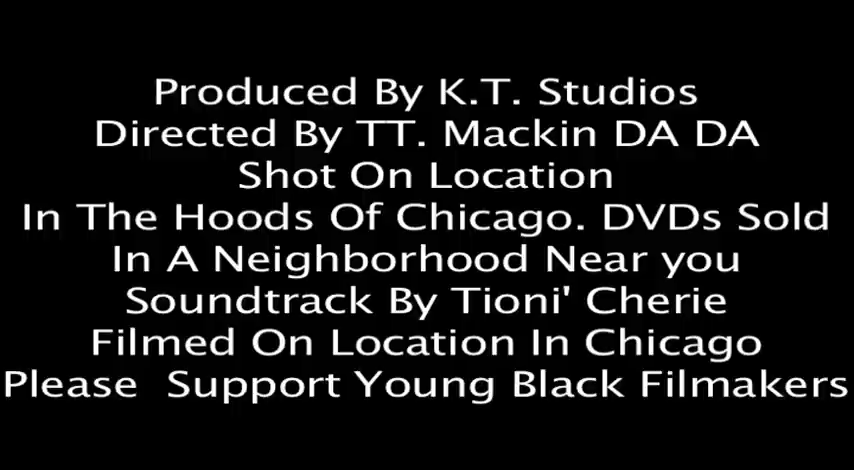 Produced By K.T. Studios
Directed By TT. Mackin DA DA
Shot On Location
In The Hoods Of Chicago. DVDs Sold
In A Neighborhood Near you
Soundtrack By Tioni' Cherie
Filmed On Location In Chicago
Please  Support Young Black Filmakers